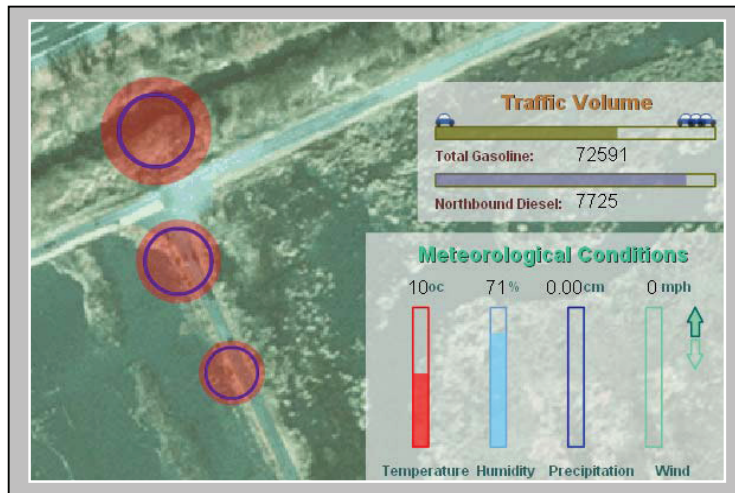 Traffic Volume
Total Gasoline: 72591
Northbound Diesel: 7725
Meteorological Conditions
10oc 71% 0.00cm 0 mph
Temperature Humidity Precipitation Wind